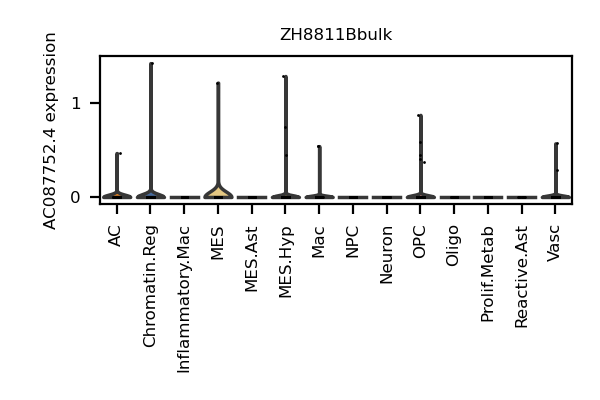 ZH8811Bbulk
AC087752.4 expression
1
0
AC
Chromatin.Reg
Inflammatory.Mac
MES
MES.Ast
MES.Hyp
Mac
NPC
Neuron
OPC
Oligo
Prolif.Metab
Reactive.Ast
Vasc